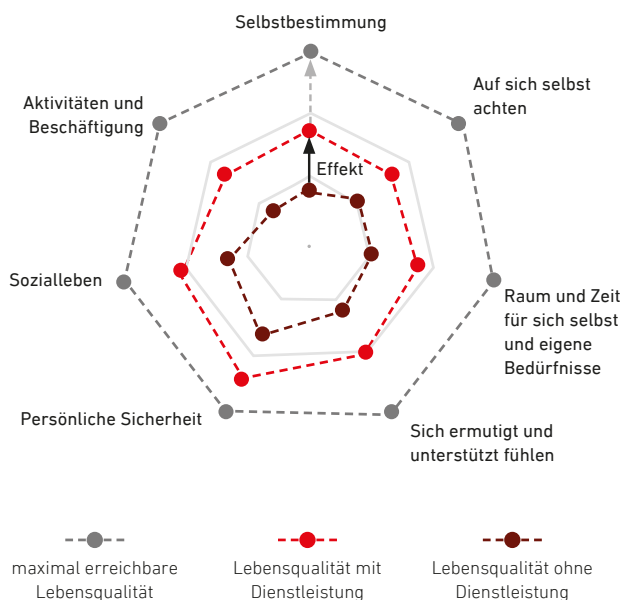 Selbstbestimmung
Auf sich selbst
achten
Aktivitäten und
Beschäftigung
Effekt
Sozialleben
Raum und Zeit
für sich selbst
und eigene
Bedürfnisse
Persönliche Sicherheit
Sich ermutigt und
unterstützt fühlen
maximal erreichbare
Lebensqualität
Lebensqualität mit
Dienstleistung
Lebensqualität ohne
Dienstleistung